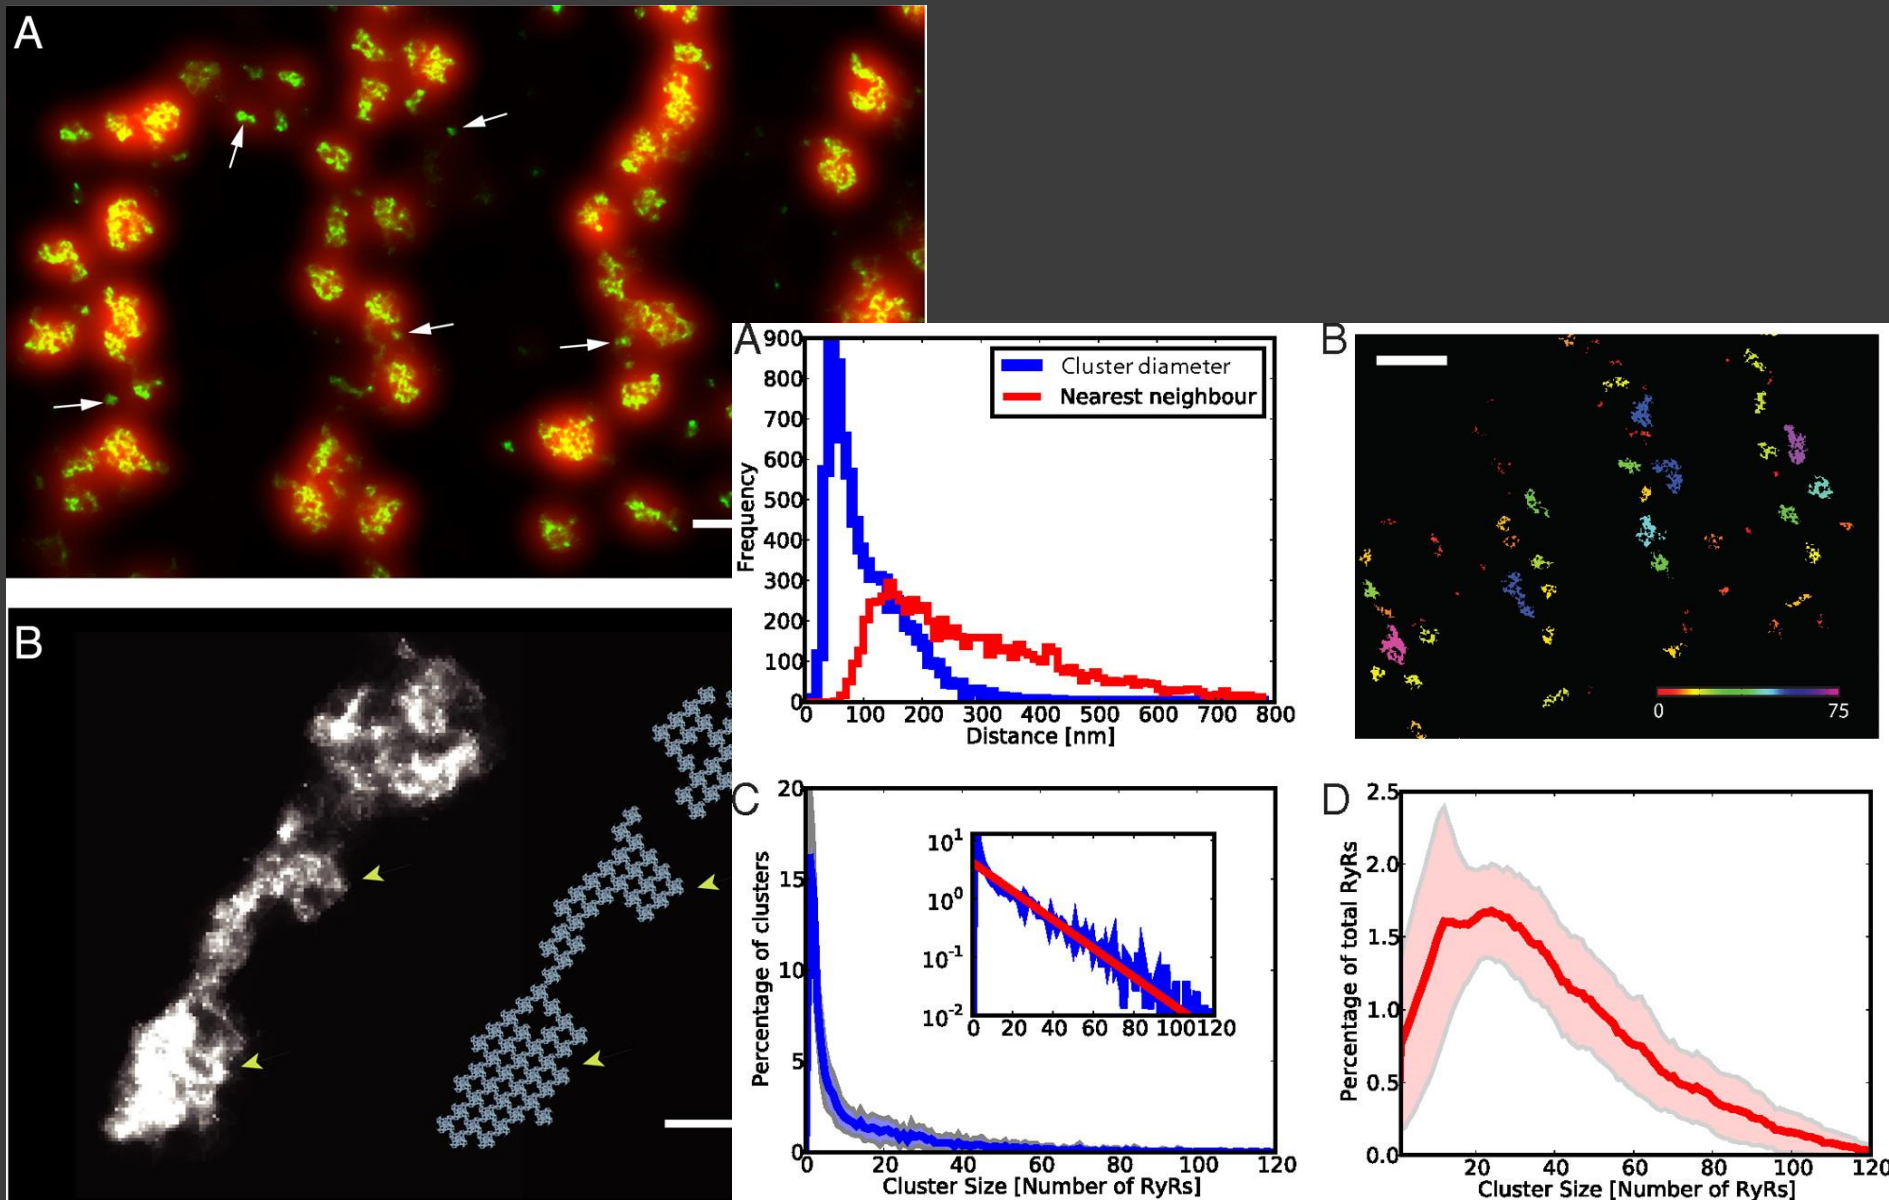 A
B
A
900
800
700
600
500
400
300
200
100
0
Frequency
Cluster diameter
Nearest neighbour
0 100 200 300 400 500 600 700 800
Distance [nm]
B
0 75
C
20
15
10
5
0
Percentage of clusters
10^1
10^0
10^-1
10^-2
0 20 40 60 80 100 120
0 20 40 60 80 100 120
Cluster Size [Number of RyRs]
D
2.5
2.0
1.5
1.0
0.5
0.0
Percentage of total RyRs
20 40 60 80 100 120
Cluster Size [Number of RyRs]